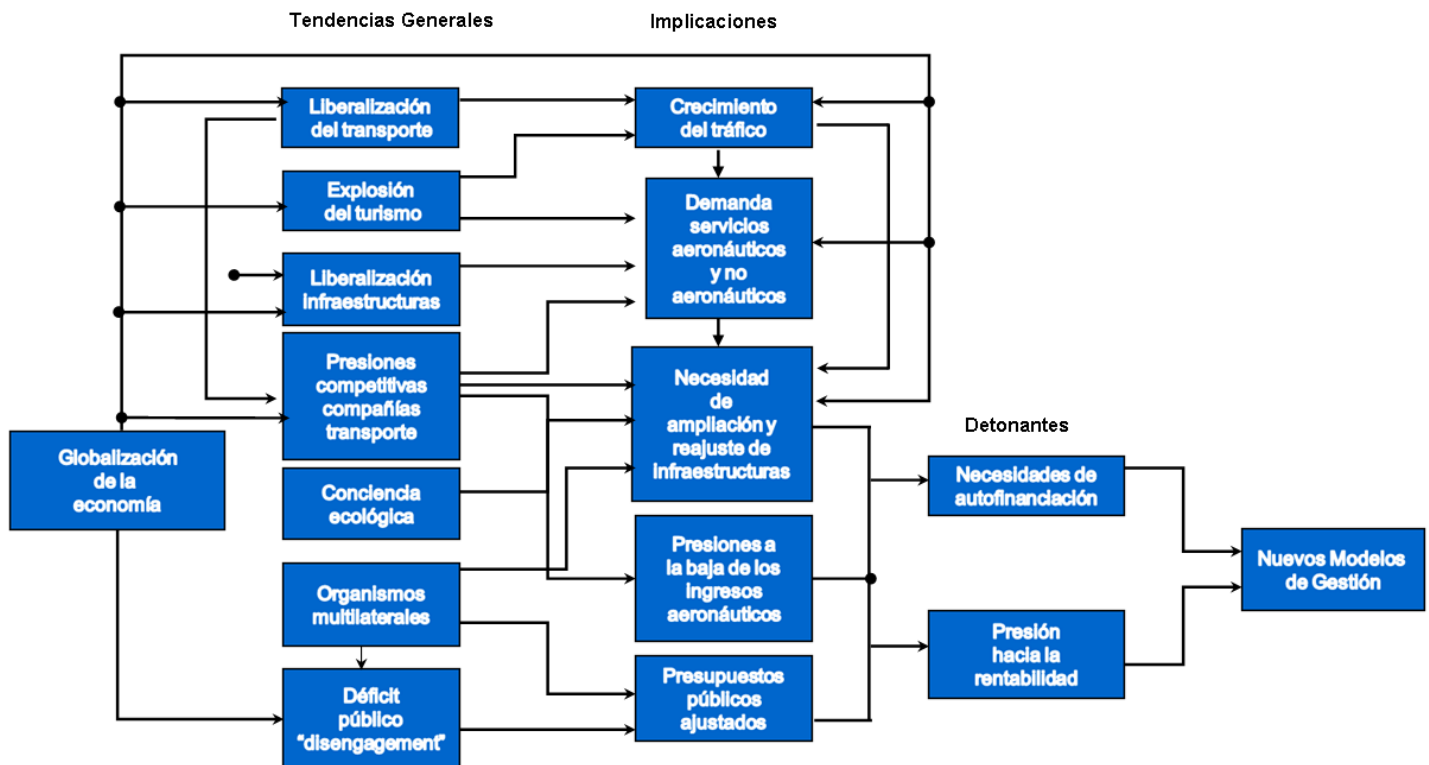 Tendencias Generales
Implicaciones
Liberalización
del transporte
Crecimiento
del tráfico
Explosión
del turismo
Demanda
servicios
aeronáuticos
y no
aeronáuticos
Liberalización
infraestructuras
Presiones
competitivas
compañías
transporte
Necesidad
de
ampliación y
reajuste de
infraestructuras
Detonantes
Globalización
de la
economía
Conciencia
ecológica
Necesidades de
autofinanciación
Presiones a
la baja de los
ingresos
aeronáuticos
Nuevos Modelos
de Gestión
Organismos
multilaterales
Presión
hacia la
rentabilidad
Déficit
público
“disengagement”
Presupuestos
públicos
ajustados